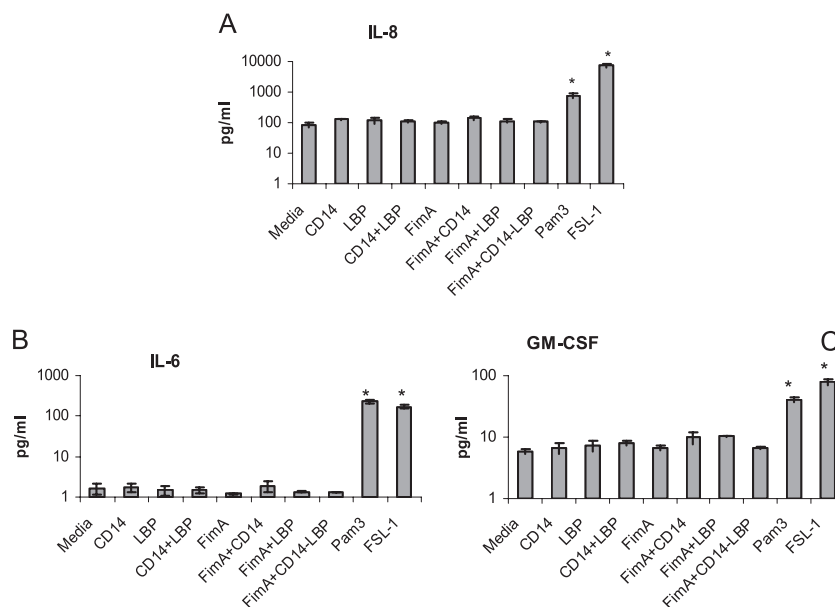 A
IL-8
pg/ml
10000
1000
100
10
1
*
*
Media
CD14
LBP
CD14+LBP
FimA
FimA+CD14
FimA+LBP
FimA+CD14-LBP
Pam3
FSL-1
B
IL-6
pg/ml
1000
100
10
1
*
*
Media
CD14
LBP
CD14+LBP
FimA
FimA+CD14
FimA+LBP
FimA+CD14-LBP
Pam3
FSL-1
C
GM-CSF
pg/ml
100
10
1
*
*
Media
CD14
LBP
CD14+LBP
FimA
FimA+CD14
FimA+LBP
FimA+CD14-LBP
Pam3
FSL-1